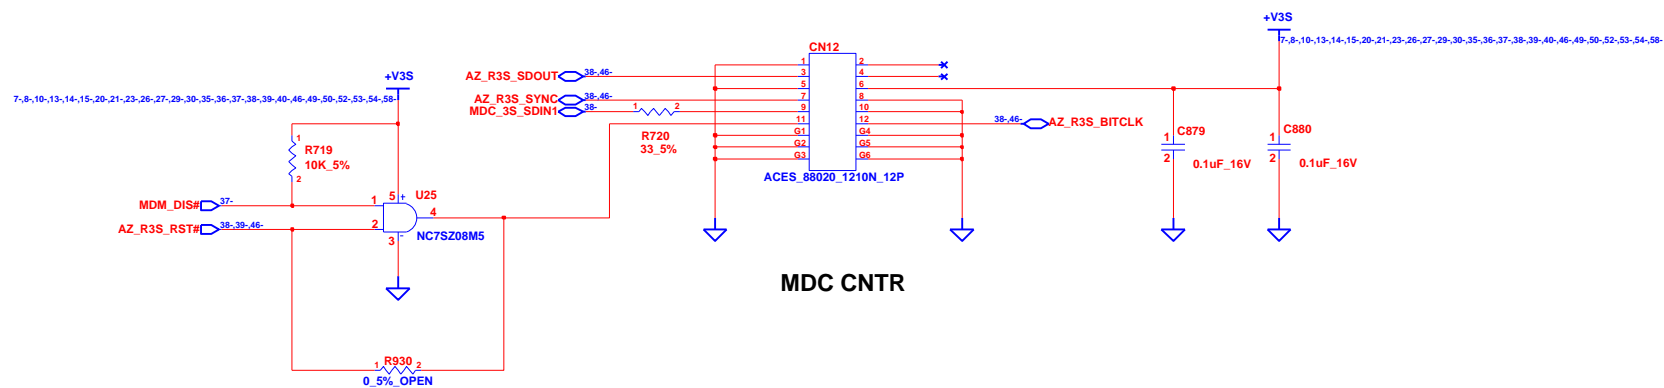 +V3S
7-,8-,10-,13-,14-,15-,20-,21-,23-,26-,27-,29-,30-,35-,36-,37-,38-,39-,40-,46-,49-,50-,52-,53-,54-,58-
CN12
1 2
3 4
5 6
7 8
9 10
11 12
G1 G4
G2 G5
G3 G6
ACES_88020_1210N_12P
AZ_R3S_SDOUT 38-,46-
AZ_R3S_SYNC 38-,46-
MDC_3S_SDIN1 38-
1 2
R720
33_5%
38-,46- AZ_R3S_BITCLK
C879
1
2
0.1uF_16V
C880
1
2
0.1uF_16V
+V3S
7-,8-,10-,13-,14-,15-,20-,21-,23-,26-,27-,29-,30-,35-,36-,37-,38-,39-,40-,46-,49-,50-,52-,53-,54-,58-
1
R719
10K_5%
2
U25
5 +
MDM_DIS# 37- 1
4
AZ_R3S_RST# 38-,39-,46- 2
3 -
NC7SZ08M5
MDC CNTR
1 R930 2
0_5%_OPEN